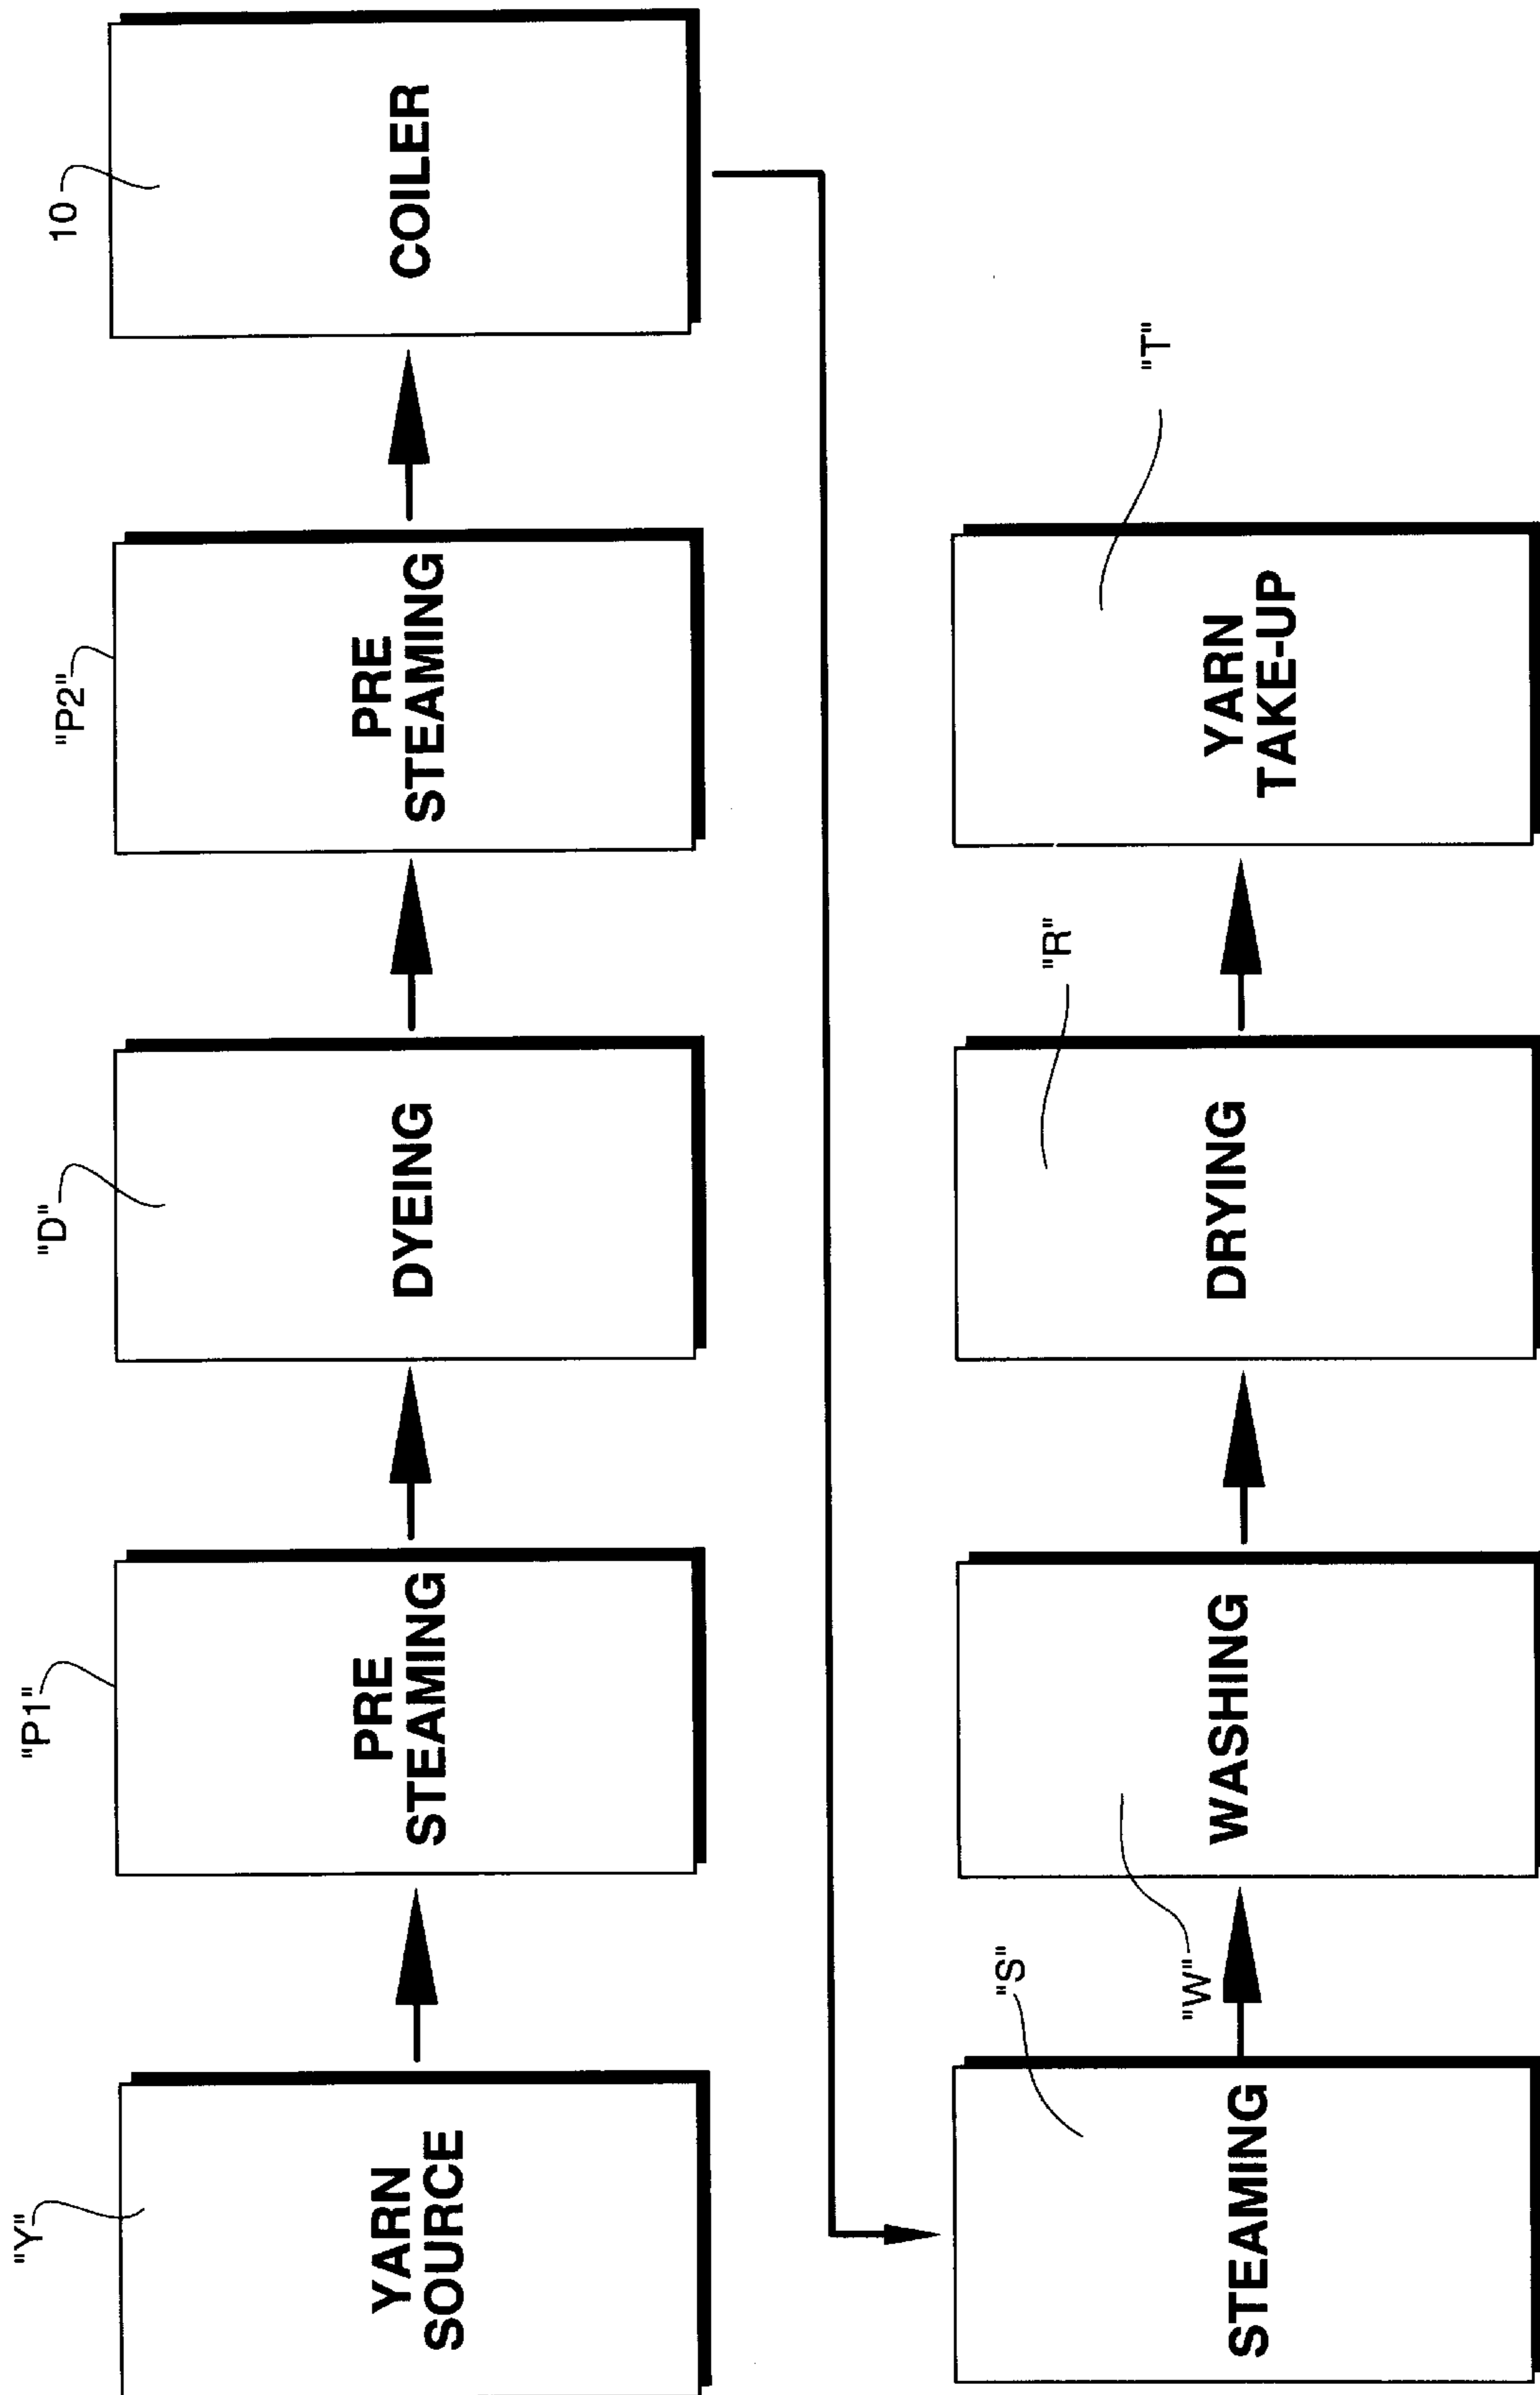 "Y"
YARN
SOURCE
"P1"
PRE
STEAMING
"D"
DYEING
"P2"
PRE
STEAMING
10
COILER
"S"
STEAMING
"W"
WASHING
"R"
DRYING
"T"
YARN
TAKE-UP